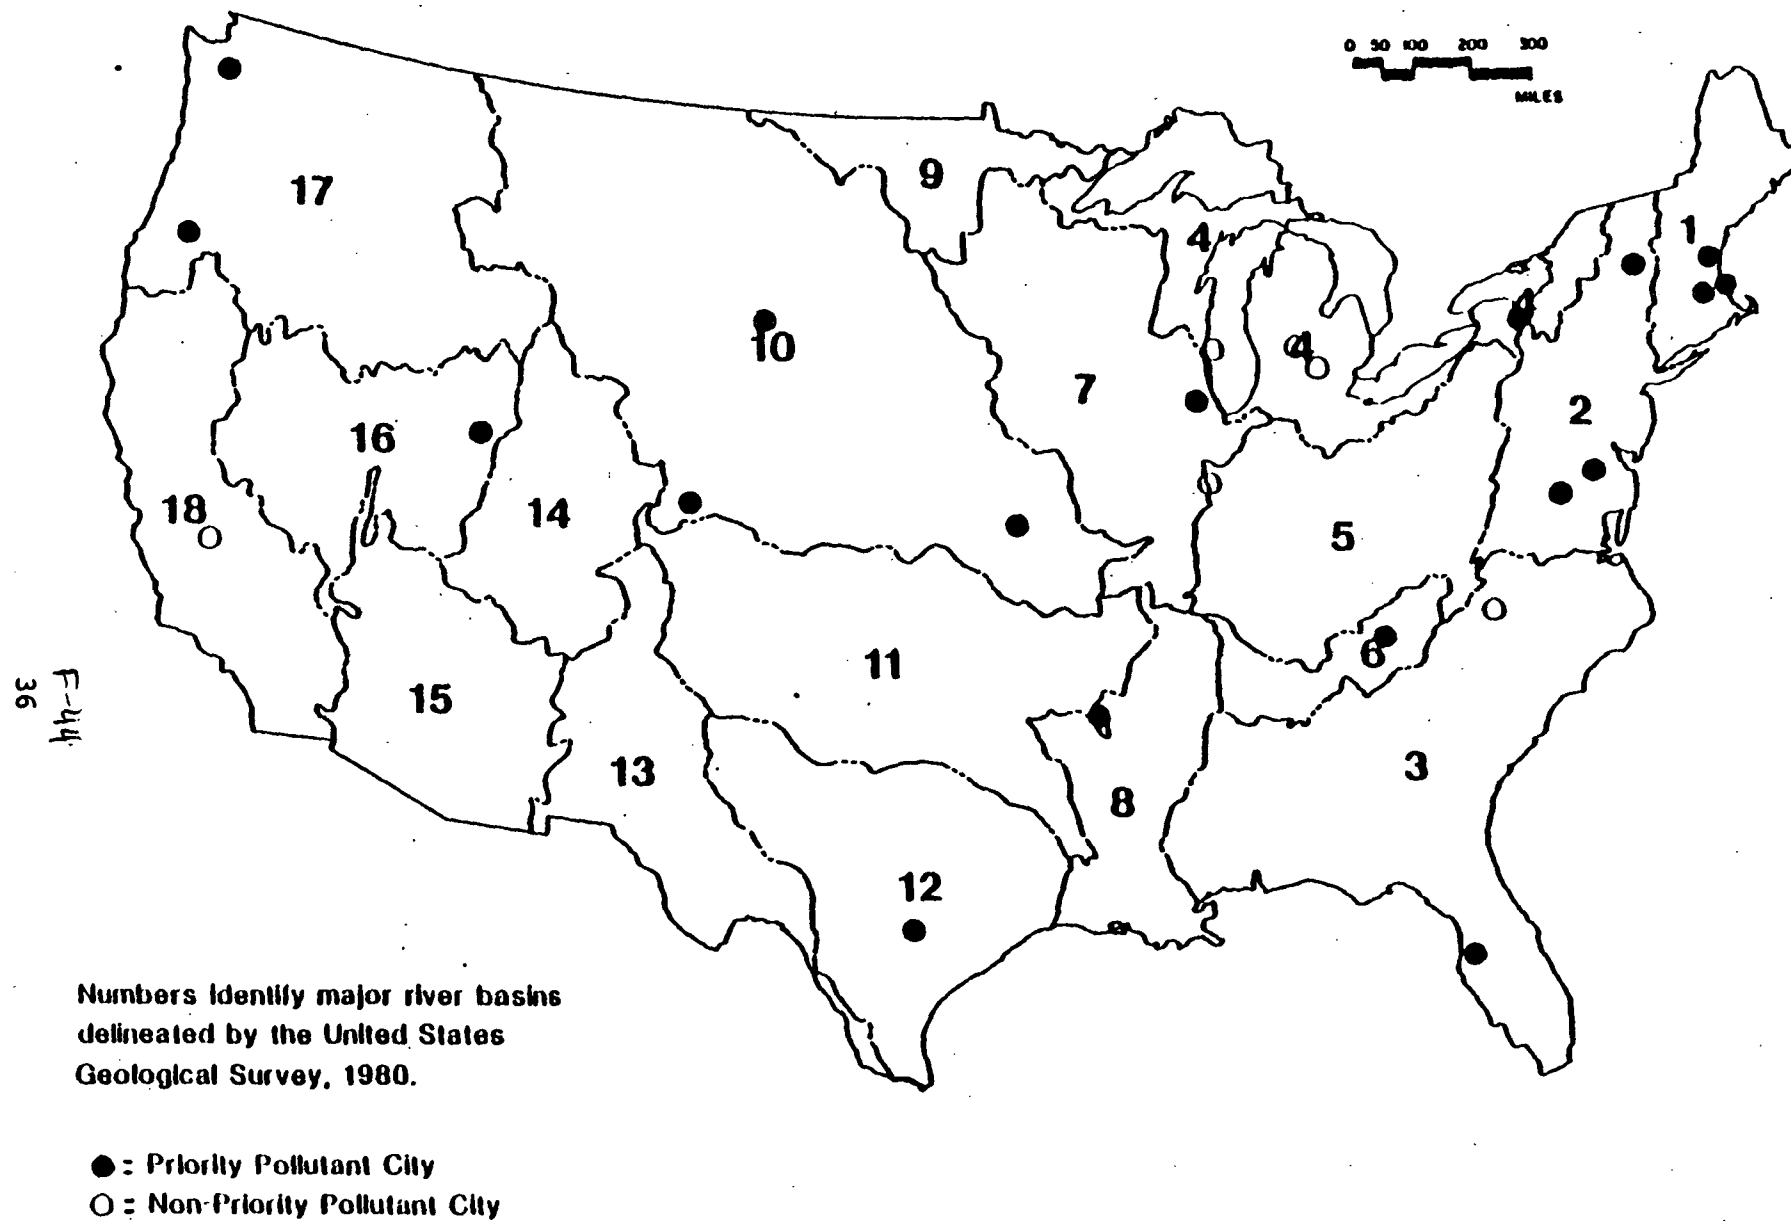 0 50 100 200 300
MILES
17
9
4
1
10
4
4
7
2
16
18
14
5
6
11
15
13
3
8
12
F-44
36
Numbers identify major river basins
delineated by the United States
Geological Survey, 1980.
●= Priority Pollutant City
○= Non-Priority Pollutant City